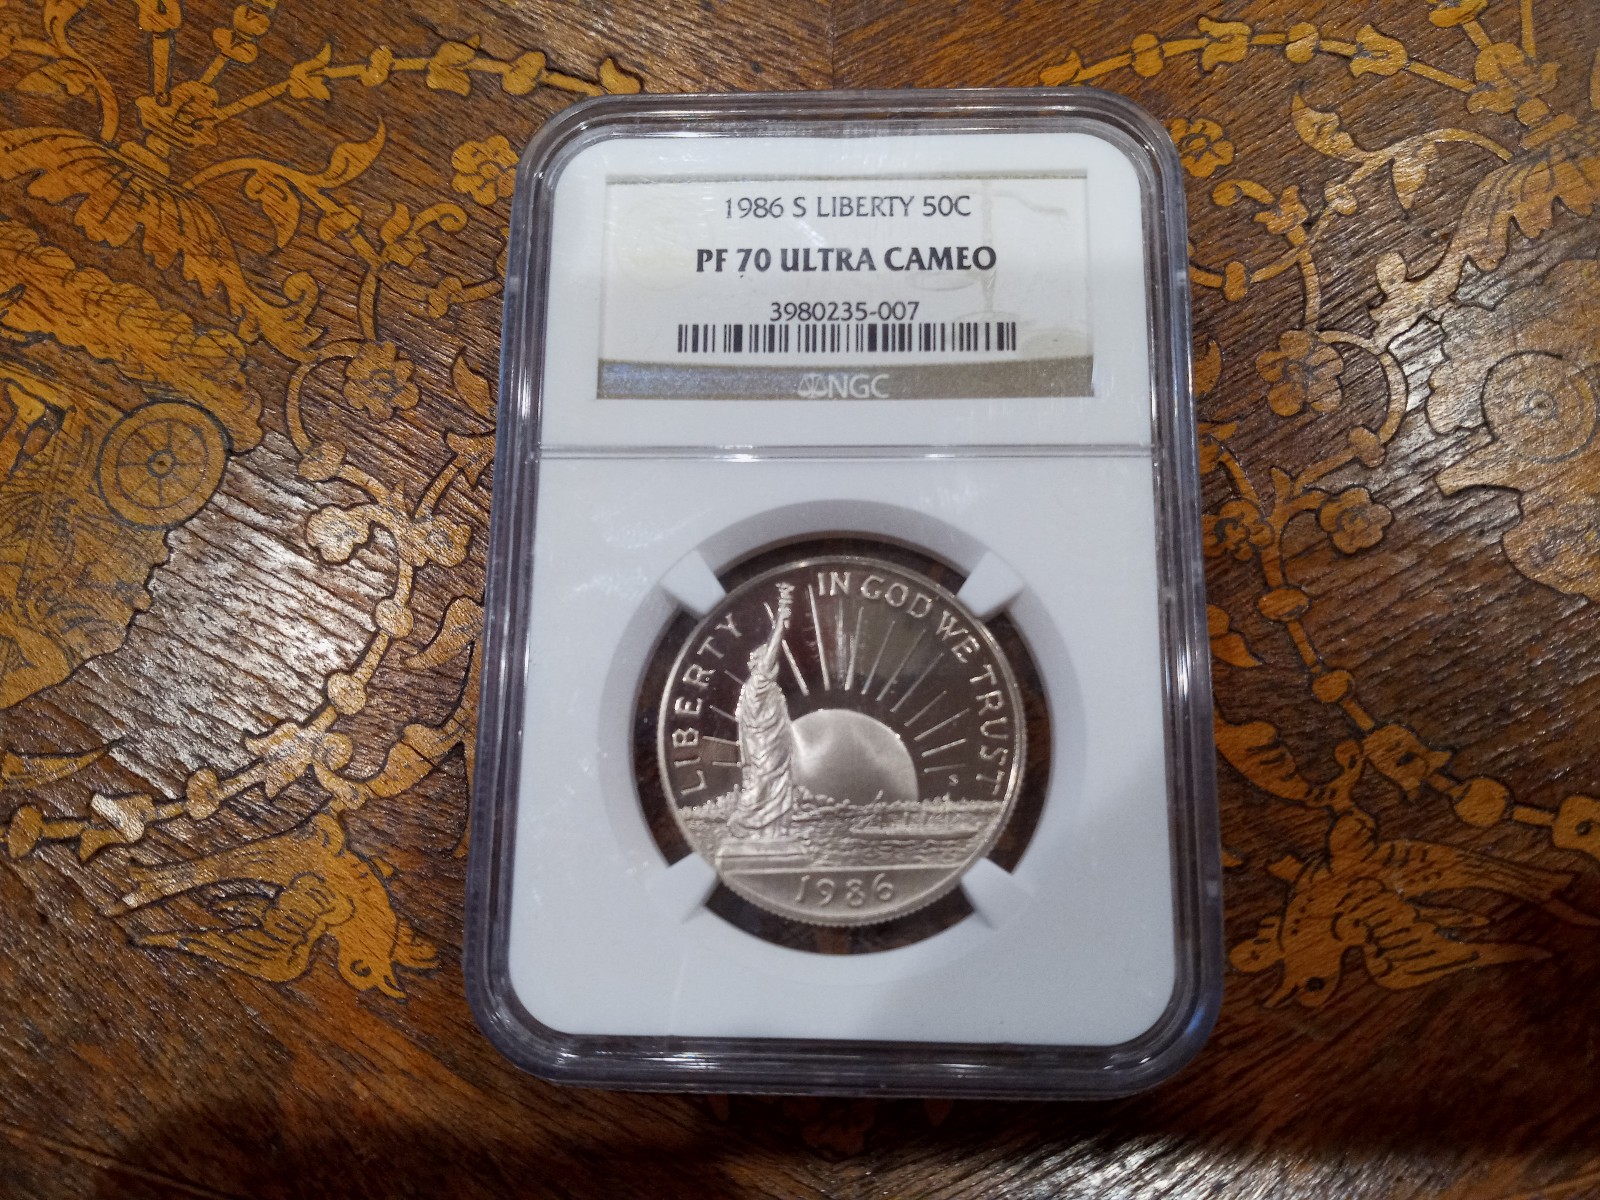 1986 S LIBERTY 50C
PF 70 ULTRA CAMEO
3980235-007
NGC
LIBERTY
IN GOD WE TRUST
S
1986